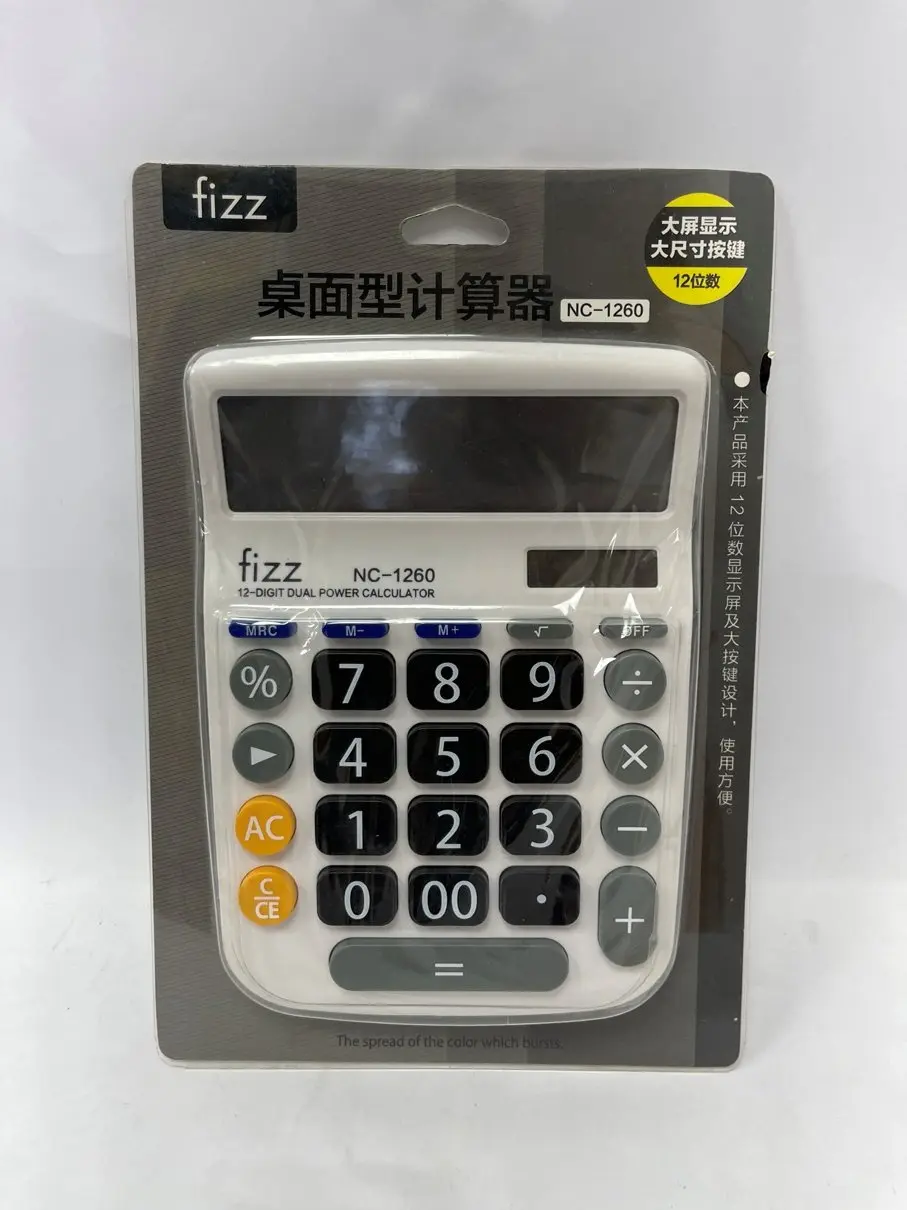 fizz
大屏显示
大尺寸按键
12位数
桌面型计算器
NC-1260
本产品采用12位数显示屏及大按键设计，使用方便。
fizz
NC-1260
12-DIGIT DUAL POWER CALCULATOR
MRC M- M+ √ OFF
% 7 8 9 ÷
► 4 5 6 ×
AC 1 2 3 −
C/CE 0 00 · +
=
The spread of the color which bursts.